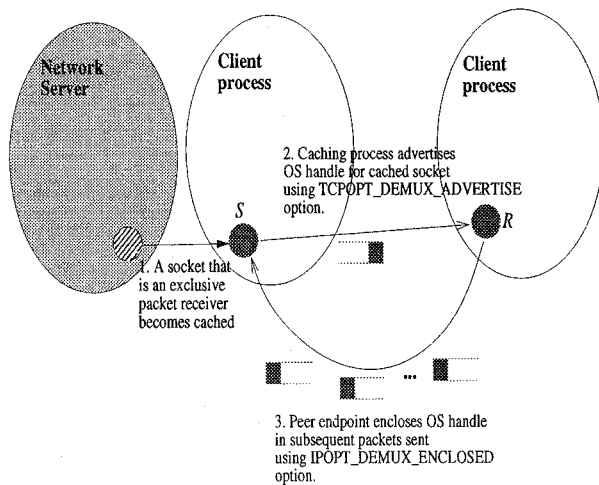 Network
Server
Client
process
Client
process
2. Caching process advertises
OS handle for cached socket
using TCPOPT_DEMUX_ADVERTISE
option.
S
R
1. A socket that
is an exclusive
packet receiver
becomes cached
...
3. Peer endpoint encloses OS handle
in subsequent packets sent
using IPOPT_DEMUX_ENCLOSED
option.